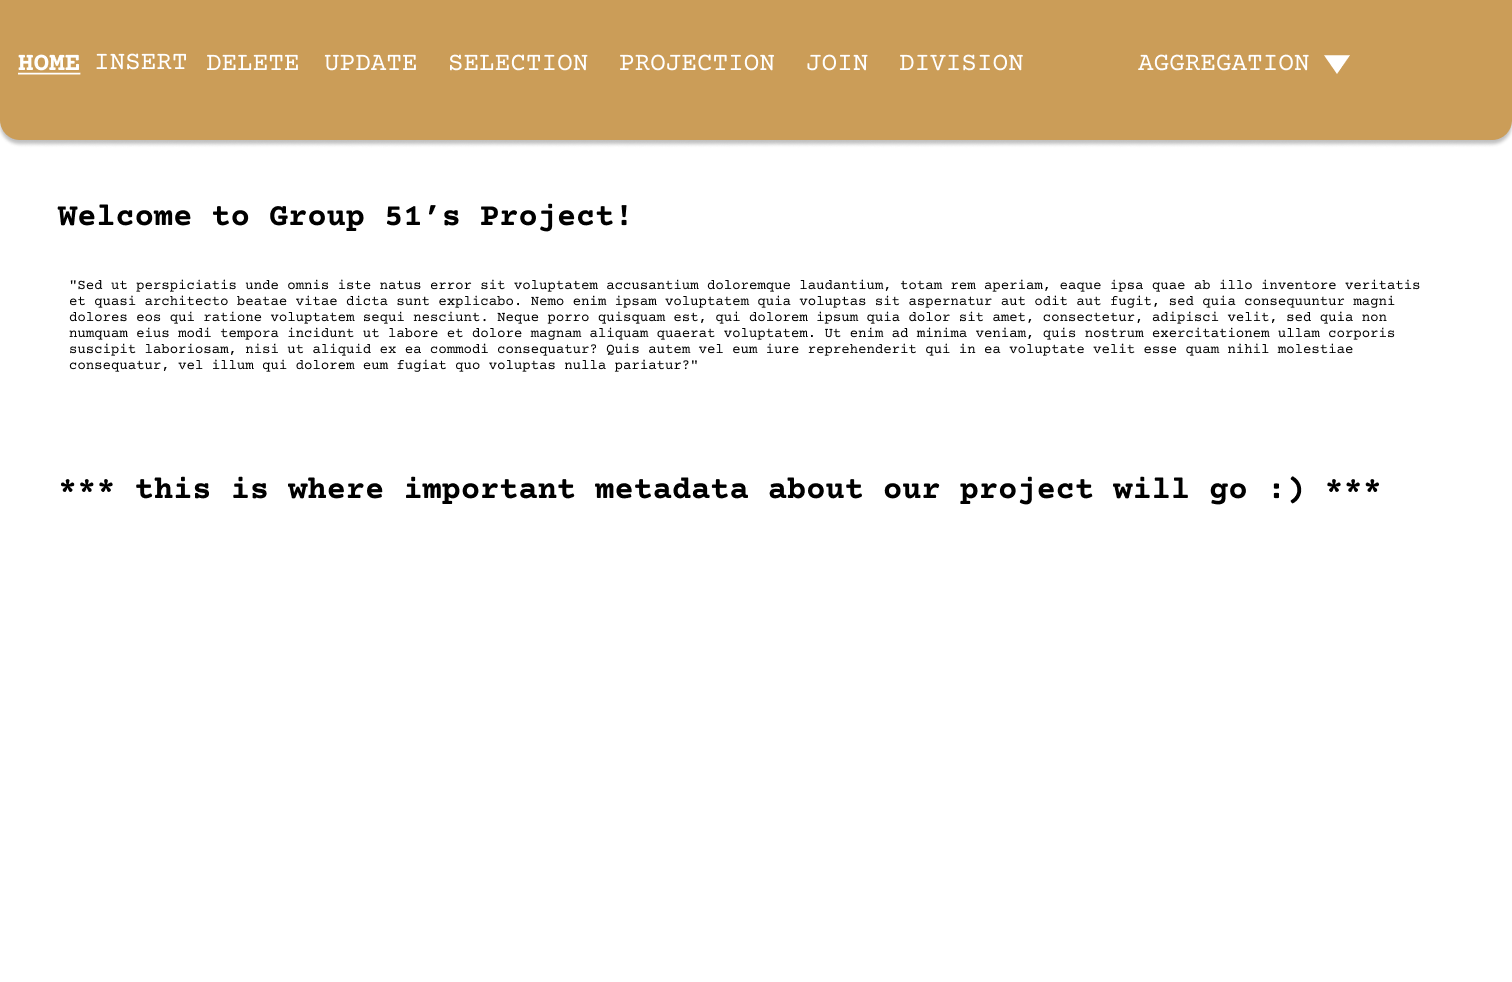 HOME INSERT DELETE UPDATE SELECTION PROJECTION JOIN DIVISION AGGREGATION
Welcome to Group 51’s Project!
"Sed ut perspiciatis unde omnis iste natus error sit voluptatem accusantium doloremque laudantium, totam rem aperiam, eaque ipsa quae ab illo inventore veritatis
et quasi architecto beatae vitae dicta sunt explicabo. Nemo enim ipsam voluptatem quia voluptas sit aspernatur aut odit aut fugit, sed quia consequuntur magni
dolores eos qui ratione voluptatem sequi nesciunt. Neque porro quisquam est, qui dolorem ipsum quia dolor sit amet, consectetur, adipisci velit, sed quia non
numquam eius modi tempora incidunt ut labore et dolore magnam aliquam quaerat voluptatem. Ut enim ad minima veniam, quis nostrum exercitationem ullam corporis
suscipit laboriosam, nisi ut aliquid ex ea commodi consequatur? Quis autem vel eum iure reprehenderit qui in ea voluptate velit esse quam nihil molestiae
consequatur, vel illum qui dolorem eum fugiat quo voluptas nulla pariatur?"
*** this is where important metadata about our project will go :) ***